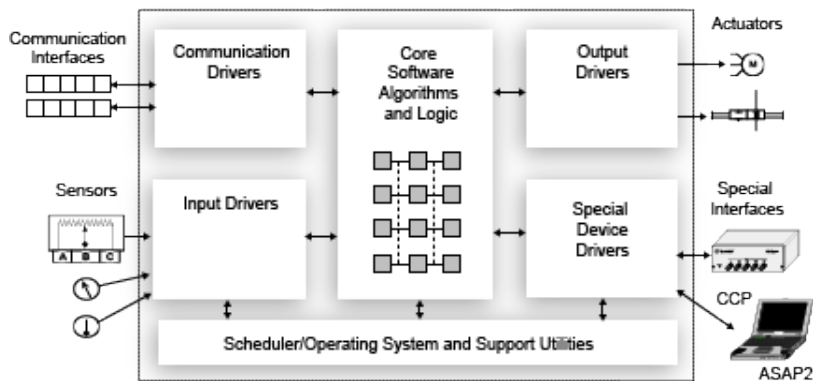 Communication
Interfaces
Communication
Drivers
Core
Software
Algorithms
and Logic
Output
Drivers
Actuators
M
Sensors
A B C
Input Drivers
Special
Device
Drivers
Special
Interfaces
CCP
ASAP2
Scheduler/Operating System and Support Utilities